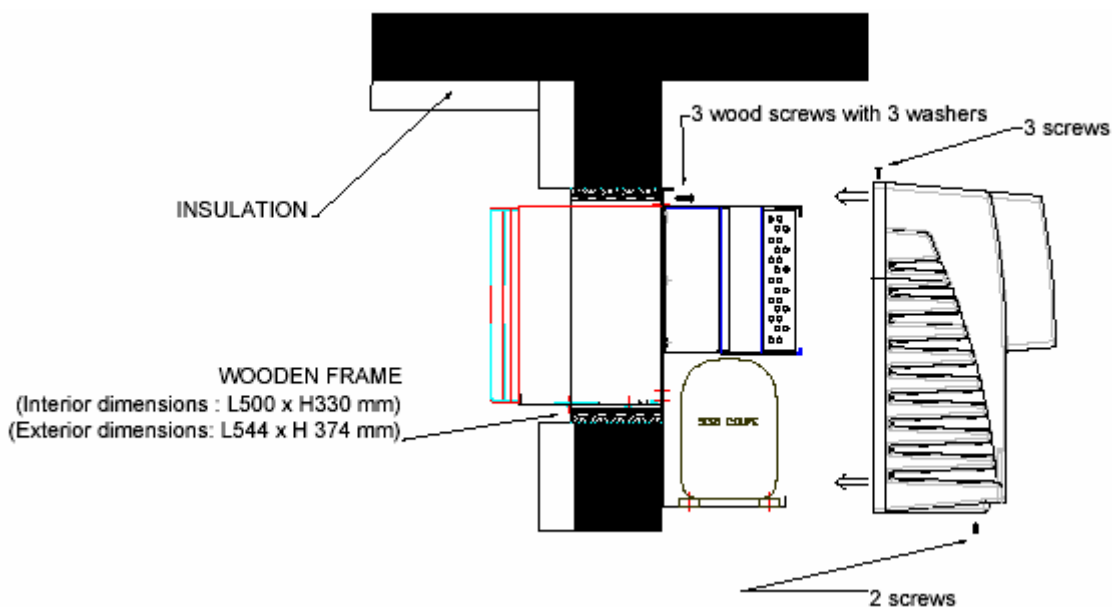 3 wood screws with 3 washers
3 screws
INSULATION
WOODEN FRAME
(Interior dimensions : L500 x H330 mm)
(Exterior dimensions: L544 x H 374 mm)
2 screws